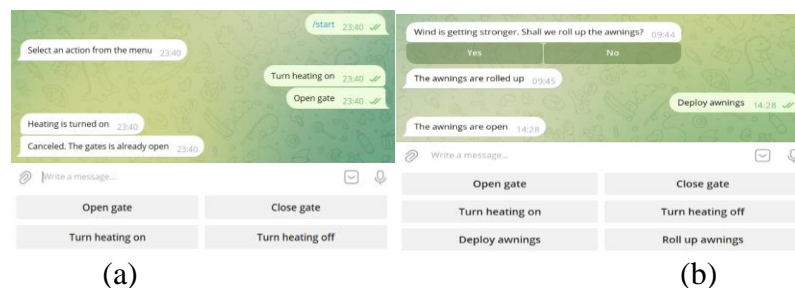 /start 23:40
Select an action from the menu 23:40
Turn heating on 23:40
Open gate 23:40
Heating is turned on 23:40
Canceled. The gates is already open 23:40
Write a message...
Open gate Close gate
Turn heating on Turn heating off
(a)
Wind is getting stronger. Shall we roll up the awnings? 09:44
Yes No
The awnings are rolled up 09:45
Deploy awnings 14:28
The awnings are open 14:28
Write a message...
Open gate Close gate
Turn heating on Turn heating off
Deploy awnings Roll up awnings
(b)